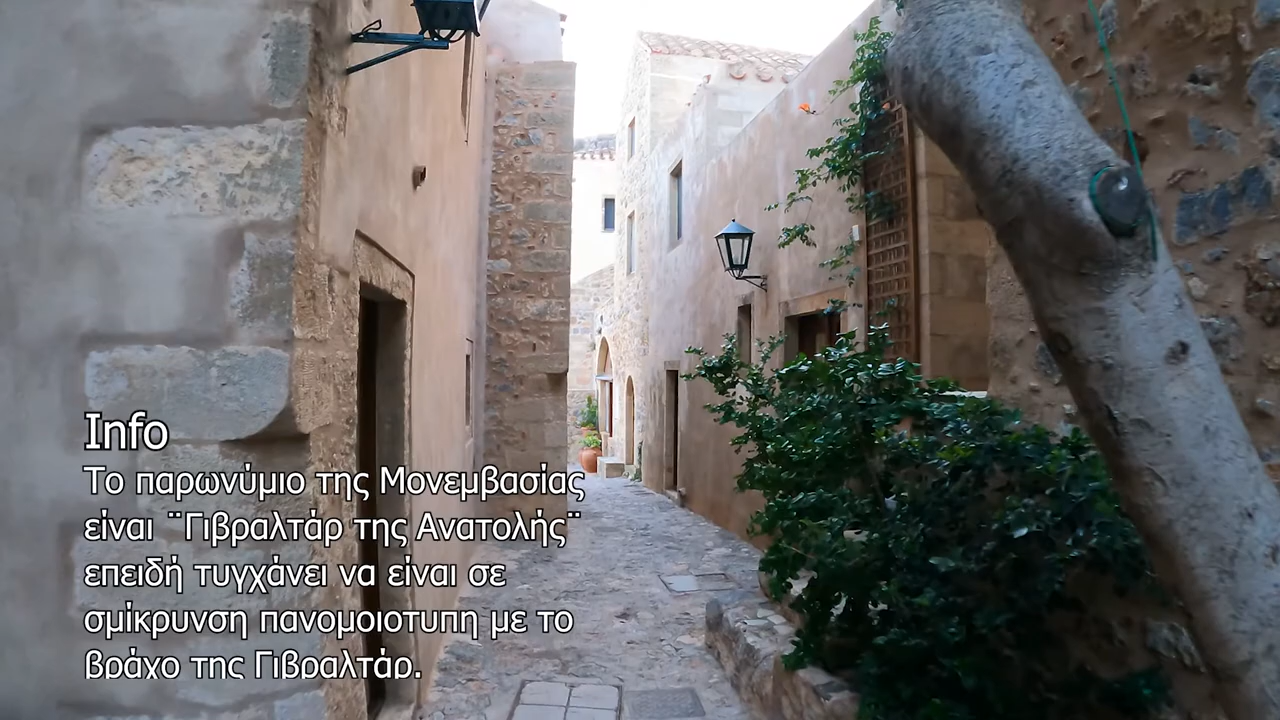 Info
Το παρωνύμιο της Μονεμβασίας
είναι ¨Γιβραλτάρ της Ανατολής¨
επειδή τυγχάνει να είναι σε
σμίκρυνση πανομοιοτυπη με το
βράχο της Γιβραλτάρ.